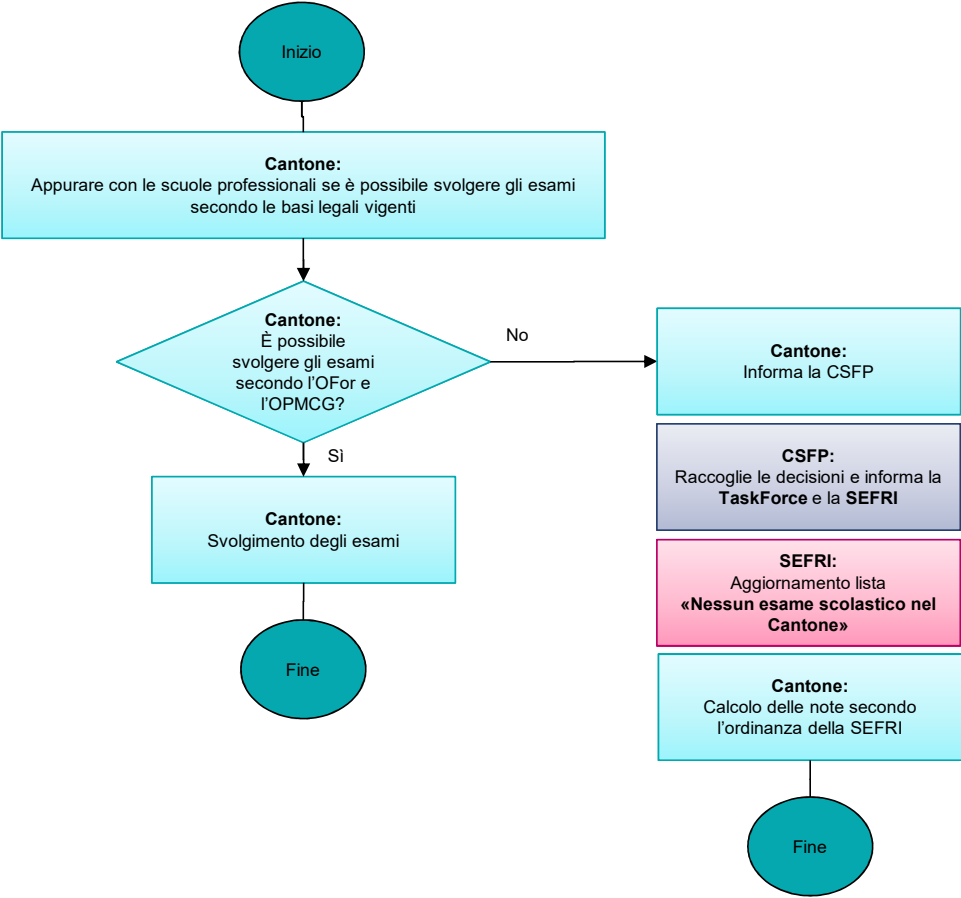 Inizio
Cantone:
Appurare con le scuole professionali se è possibile svolgere gli esami
secondo le basi legali vigenti
Cantone:
È possibile
svolgere gli esami
secondo l'OFor e
l'OPMCG?
No
Sì
Cantone:
Svolgimento degli esami
Fine
Cantone:
Informa la CSFP
CSFP:
Raccoglie le decisioni e informa la
TaskForce e la SEFRI
SEFRI:
Aggiornamento lista
«Nessun esame scolastico nel
Cantone»
Cantone:
Calcolo delle note secondo
l'ordinanza della SEFRI
Fine